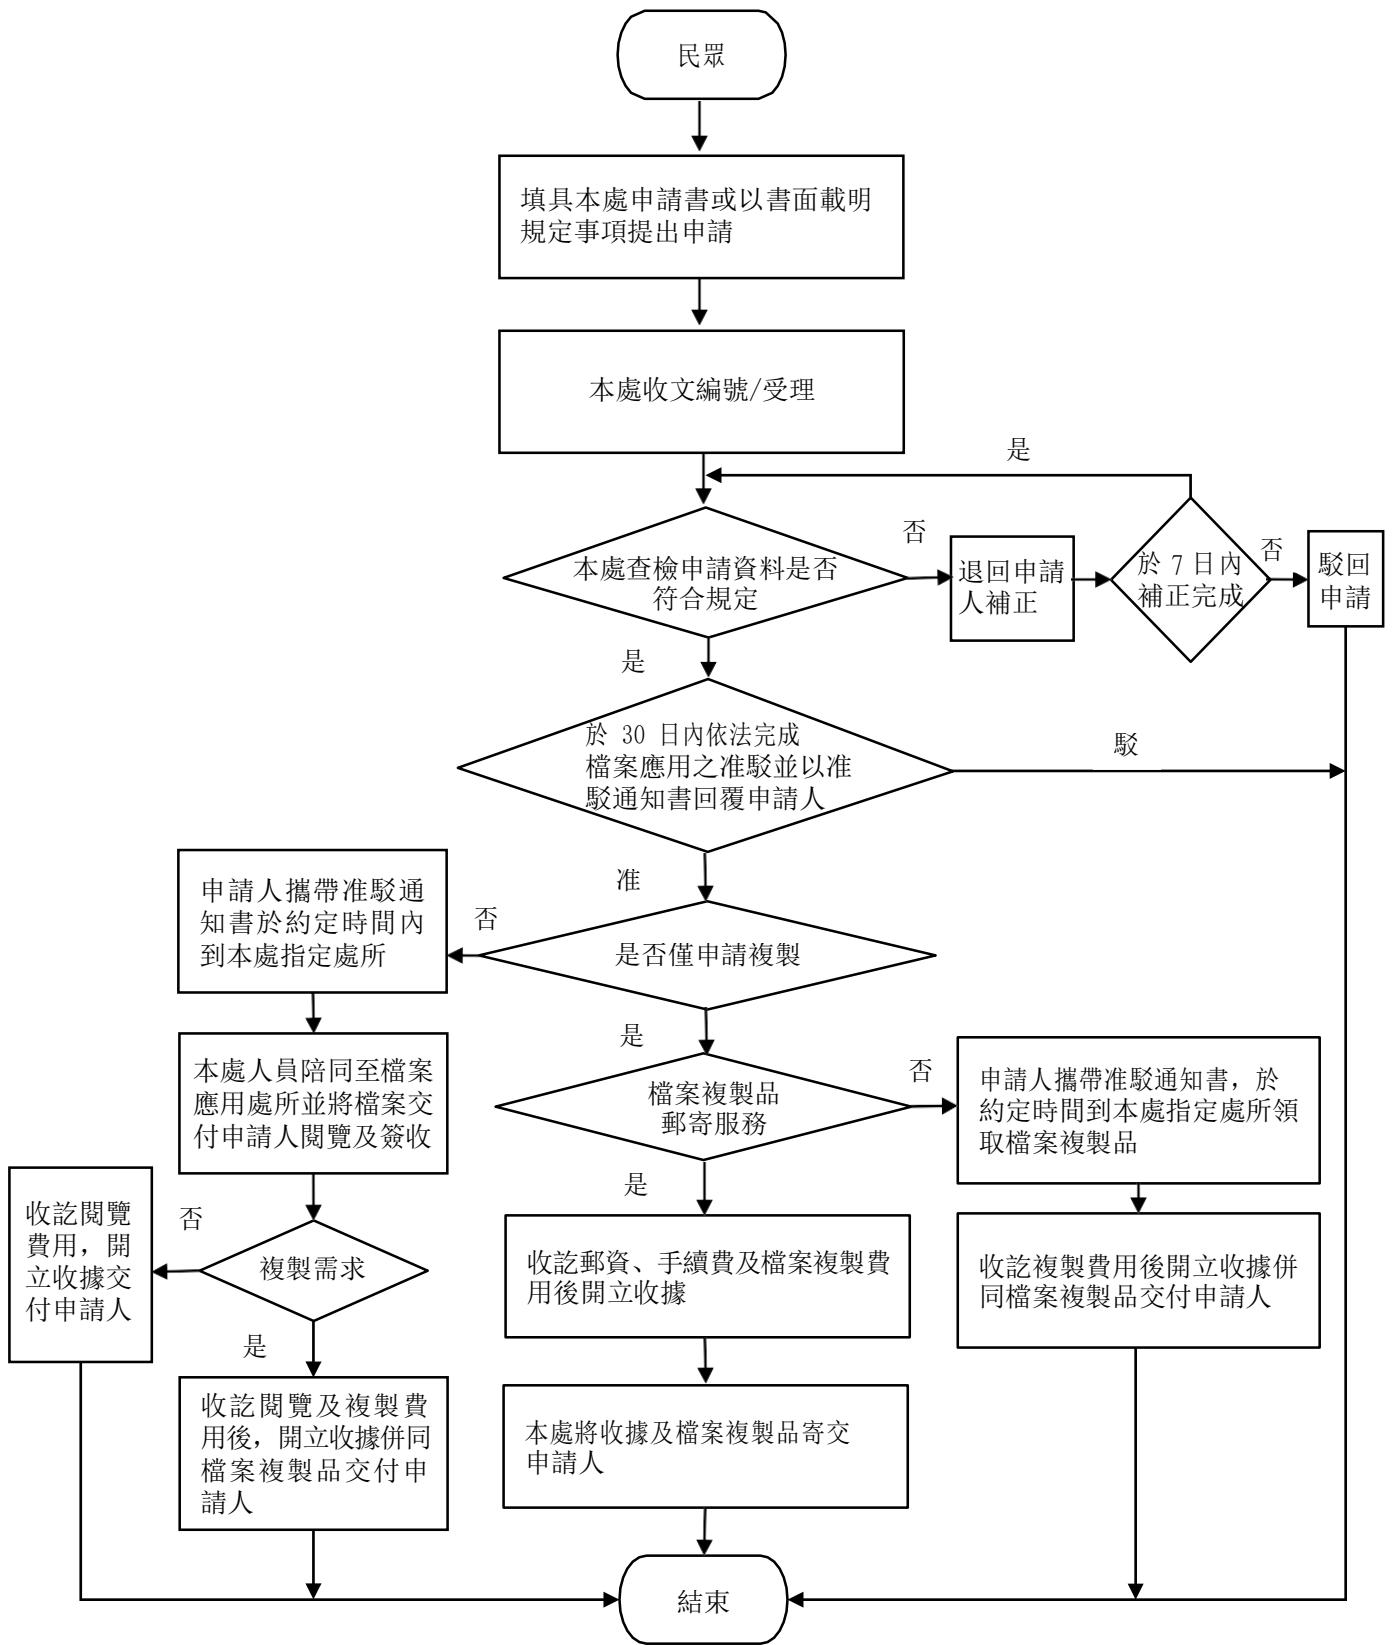 民眾
填具本處申請書或以書面載明
規定事項提出申請
本處收文編號/受理
是
本處查檢申請資料是否
符合規定
否
退回申請
人補正
於 7 日內
補正完成
否
駁回
申請
是
於 30 日內依法完成
檔案應用之准駁並以准
駁通知書回覆申請人
駁
准
是否僅申請複製
否
申請人攜帶准駁通
知書於約定時間內
到本處指定處所
本處人員陪同至檔案
應用處所並將檔案交
付申請人閱覽及簽收
是
檔案複製品
郵寄服務
否
申請人攜帶准駁通知書，於
約定時間到本處指定處所領
取檔案複製品
複製需求
否
收訖閱覽
費用，開
立收據交
付申請人
是
收訖閱覽及複製費
用後，開立收據併同
檔案複製品交付申
請人
是
收訖郵資、手續費及檔案複製費
用後開立收據
收訖複製費用後開立收據併
同檔案複製品交付申請人
本處將收據及檔案複製品寄交
申請人
結束